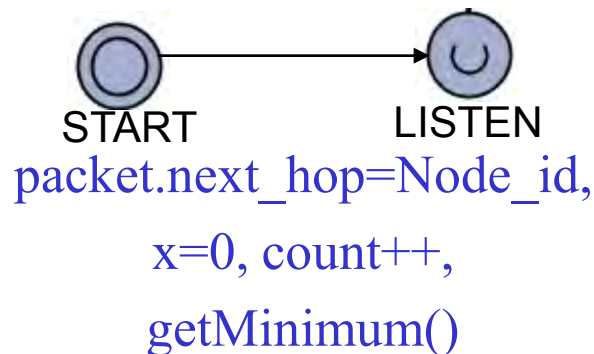 START
LISTEN
packet.next_hop=Node_id,
x=0, count++,
getMinimum()